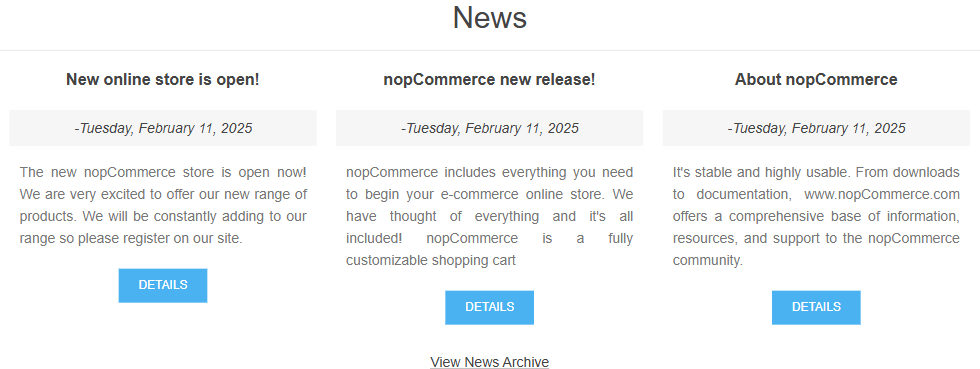 News
New online store is open!
-Tuesday, February 11, 2025
The new nopCommerce store is open now!
We are very excited to offer our new range of
products. We will be constantly adding to our
range so please register on our site.
DETAILS
nopCommerce new release!
-Tuesday, February 11, 2025
nopCommerce includes everything you need
to begin your e-commerce online store. We
have thought of everything and it's all
included! nopCommerce is a fully
customizable shopping cart
DETAILS
About nopCommerce
-Tuesday, February 11, 2025
It's stable and highly usable. From downloads
to documentation, www.nopCommerce.com
offers a comprehensive base of information,
resources, and support to the nopCommerce
community.
DETAILS
View News Archive